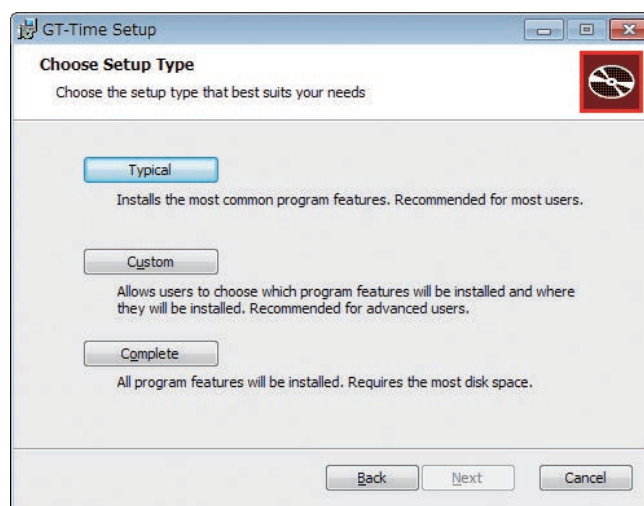 GT-Time Setup
Choose Setup Type
Choose the setup type that best suits your needs
Typical
Installs the most common program features. Recommended for most users.
Custom
Allows users to choose which program features will be installed and where
they will be installed. Recommended for advanced users.
Complete
All program features will be installed. Requires the most disk space.
Back Next Cancel